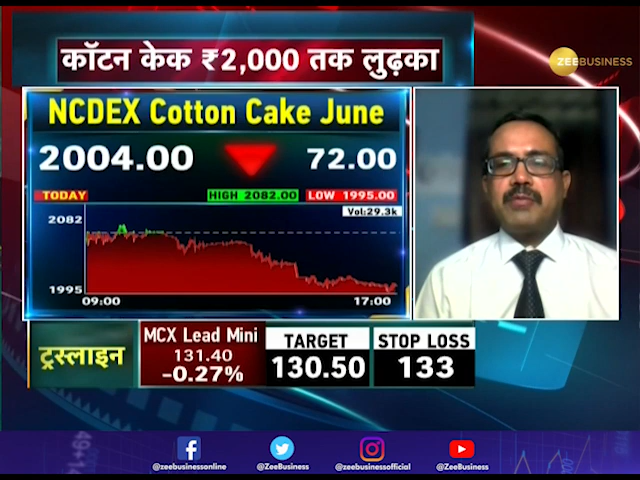 कॉटन केक ₹2,000 तक लुढ़का
ZEEBUSINESS
NCDEX Cotton Cake June
2004.00 72.00
TODAY HIGH 2082.00 LOW 1995.00
Vol:29.3k
2082
1995
09:00 17:00
ट्रस्लाइन
MCX Lead Mini
131.40
-0.27%
TARGET
130.50
STOP LOSS
133
@zeebusinessonline
@ZeeBusiness
@zeebusinessofficial
@ZeeBusiness